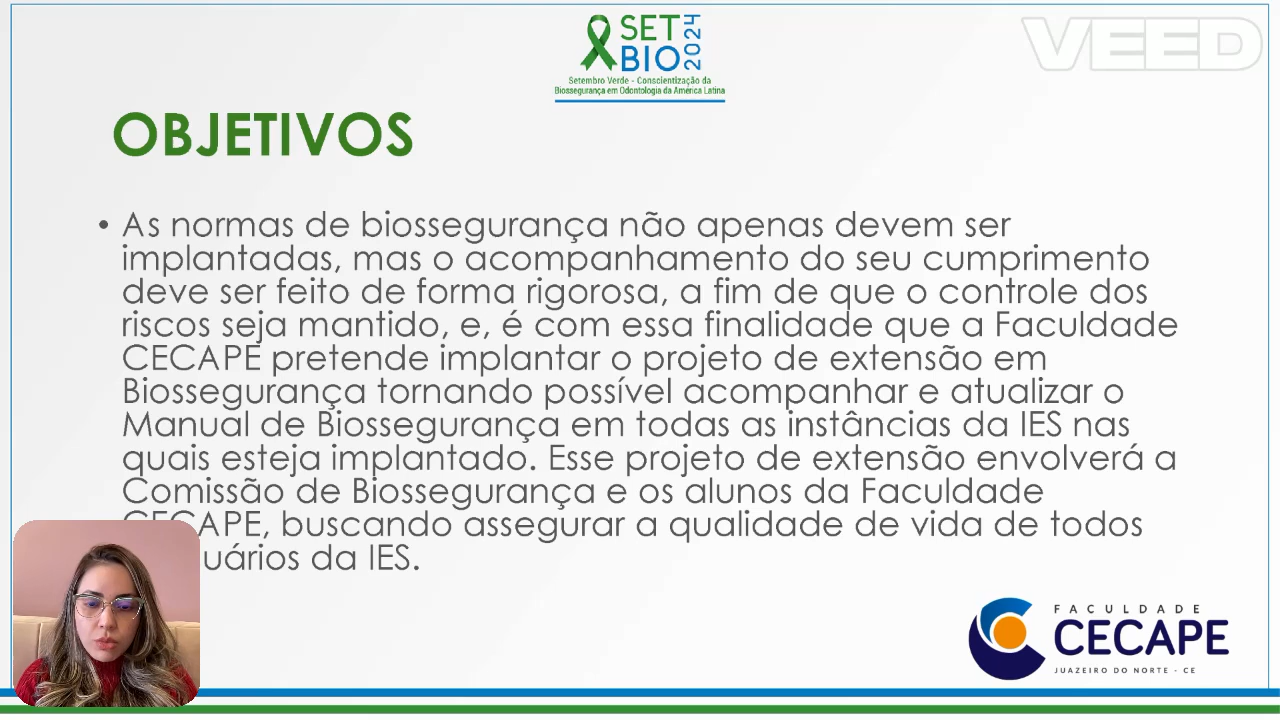 SET
BIO
2024
Setembro Verde - Conscientização da
Biossegurança em Odontologia da América Latina
VEED
OBJETIVOS
• As normas de biossegurança não apenas devem ser
implantadas, mas o acompanhamento do seu cumprimento
deve ser feito de forma rigorosa, a fim de que o controle dos
riscos seja mantido, e, é com essa finalidade que a Faculdade
CECAPE pretende implantar o projeto de extensão em
Biossegurança tornando possível acompanhar e atualizar o
Manual de Biossegurança em todas as instâncias da IES nas
quais esteja implantado. Esse projeto de extensão envolverá a
Comissão de Biossegurança e os alunos da Faculdade
CECAPE, buscando assegurar a qualidade de vida de todos
uários da IES.
FACULDADE
CECAPE
JUAZEIRO DO NORTE - CE